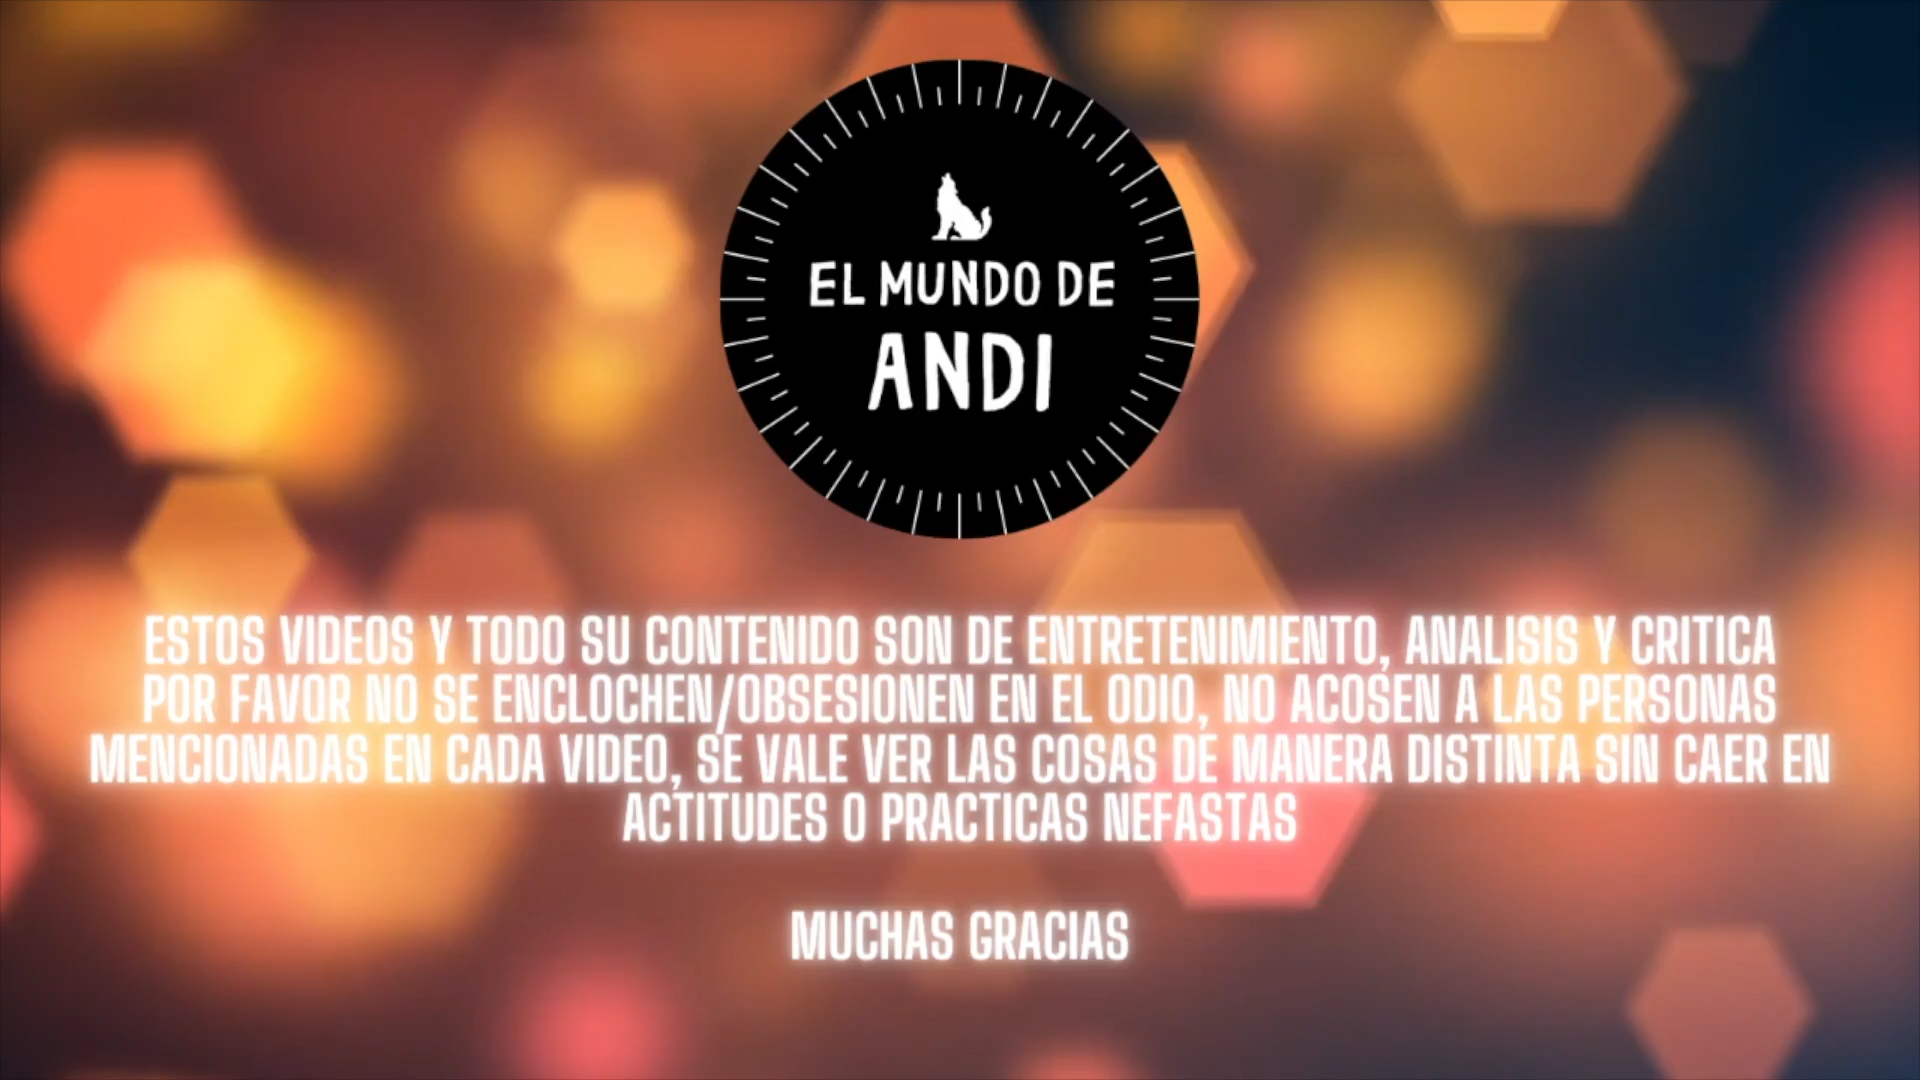 EL MUNDO DE
ANDI
ESTOS VIDEOS Y TODO SU CONTENIDO SON DE ENTRETENIMIENTO, ANALISIS Y CRITICA
POR FAVOR NO SE ENCLOCHEN/OBSESIONEN EN EL ODIO, NO ACOSEN A LAS PERSONAS
MENCIONADAS EN CADA VIDEO, SE VALE VER LAS COSAS DE MANERA DISTINTA SIN CAER EN
ACTITUDES O PRACTICAS NEFASTAS
MUCHAS GRACIAS